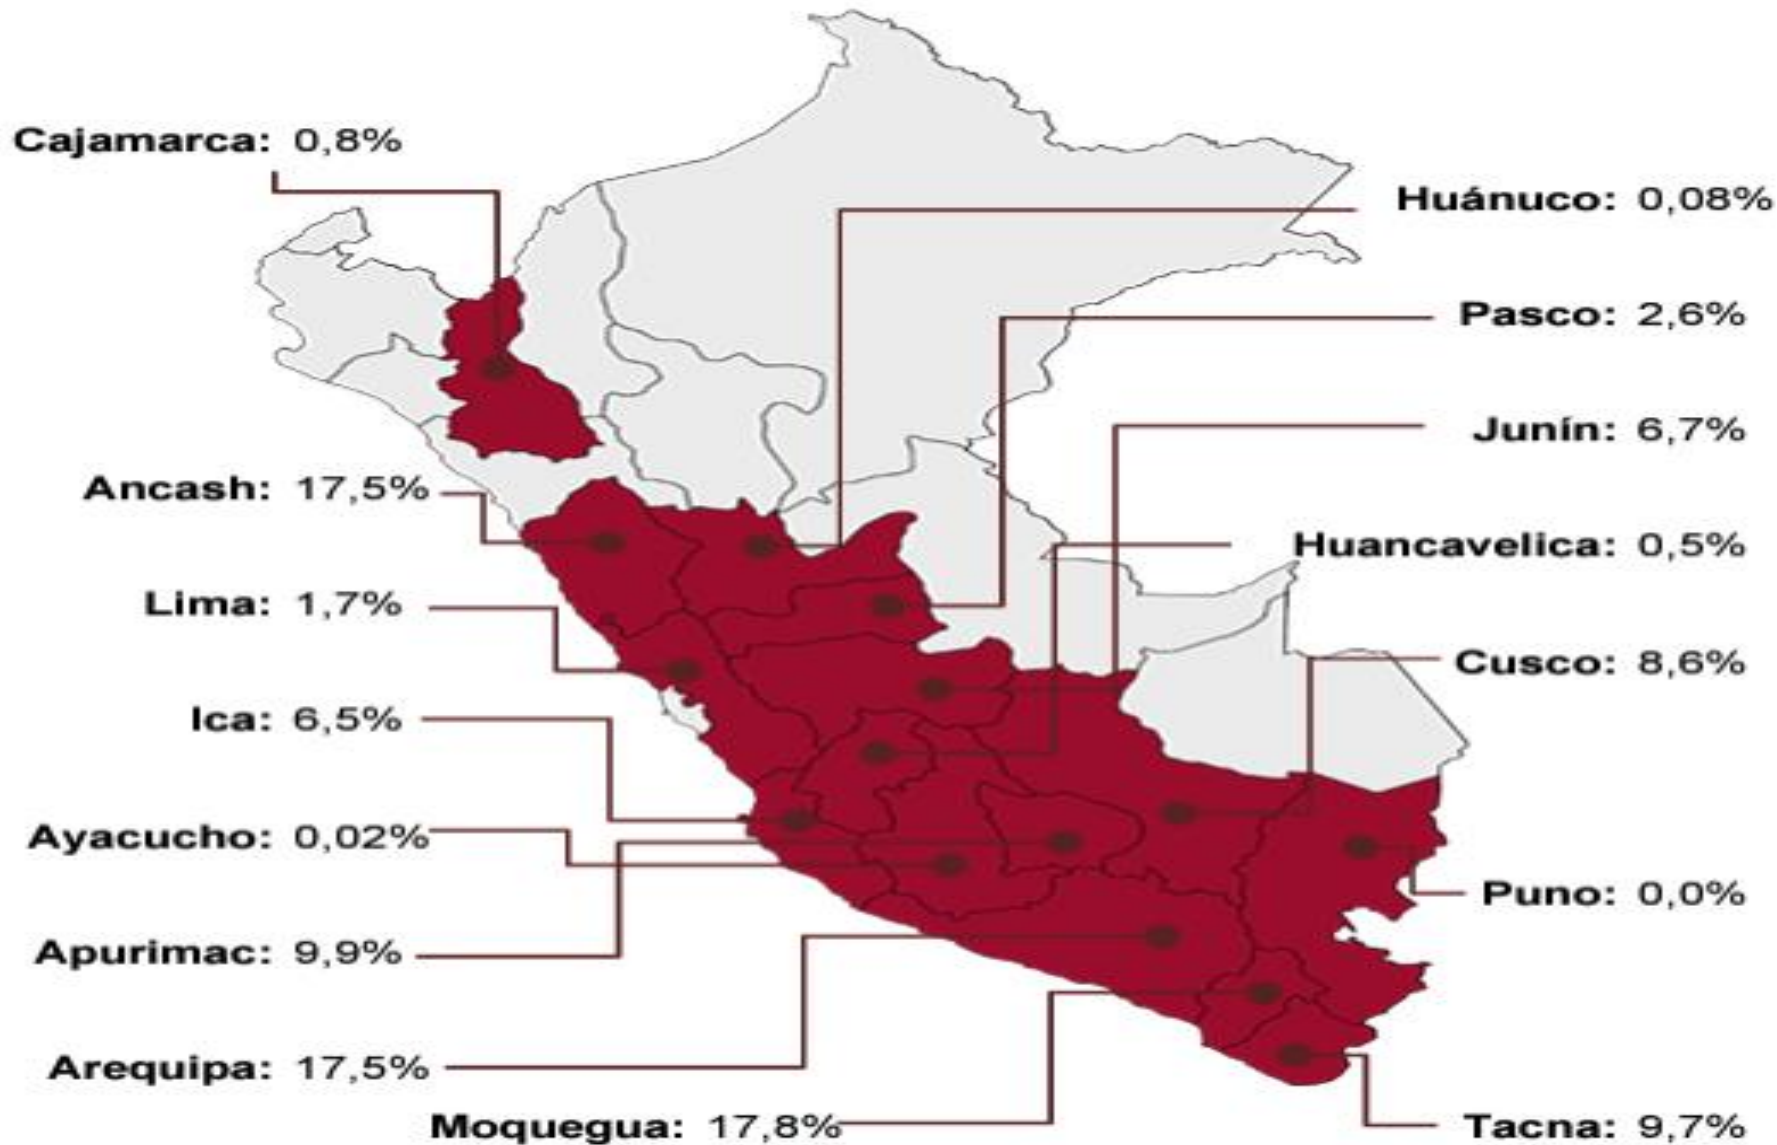 Cajamarca: 0,8%
Huánuco: 0,08%
Pasco: 2,6%
Junín: 6,7%
Ancash: 17,5%
Huancavelica: 0,5%
Lima: 1,7%
Cusco: 8,6%
Ica: 6,5%
Ayacucho: 0,02%
Puno: 0,0%
Apurimac: 9,9%
Arequipa: 17,5%
Moquegua: 17,8%
Tacna: 9,7%